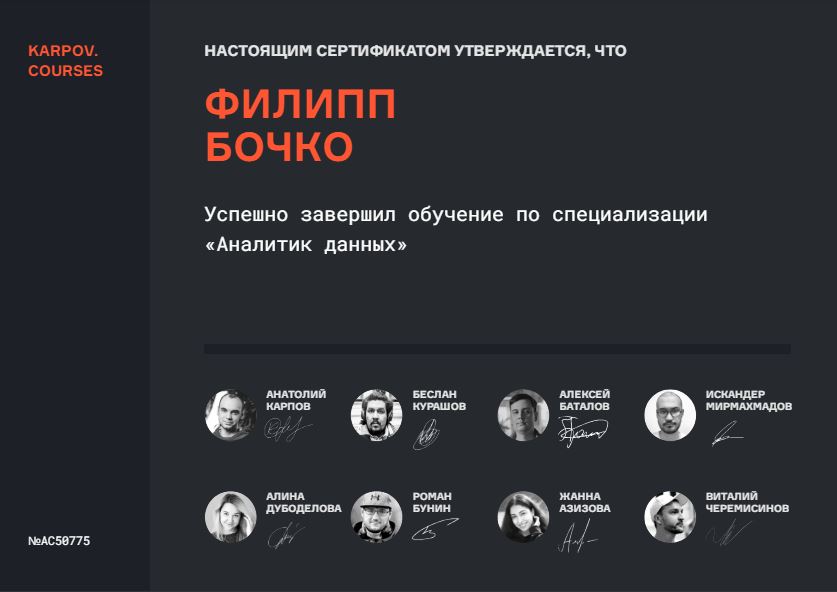 KARPOV.
COURSES
НАСТОЯЩИМ СЕРТИФИКАТОМ УТВЕРЖДАЕТСЯ, ЧТО
ФИЛИПП
БОЧКО
Успешно завершил обучение по специализации
«Аналитик данных»
АНАТОЛИЙ
КАРПОВ
БЕСЛАН
КУРАШОВ
АЛЕКСЕЙ
БАТАЛОВ
ИСКАНДЕР
МИРМАХМАДОВ
АЛИНА
ДУБОДЕЛОВА
РОМАН
БУНИН
ЖАННА
АЗИЗОВА
ВИТАЛИЙ
ЧЕРЕМИСИНОВ
№AC50775